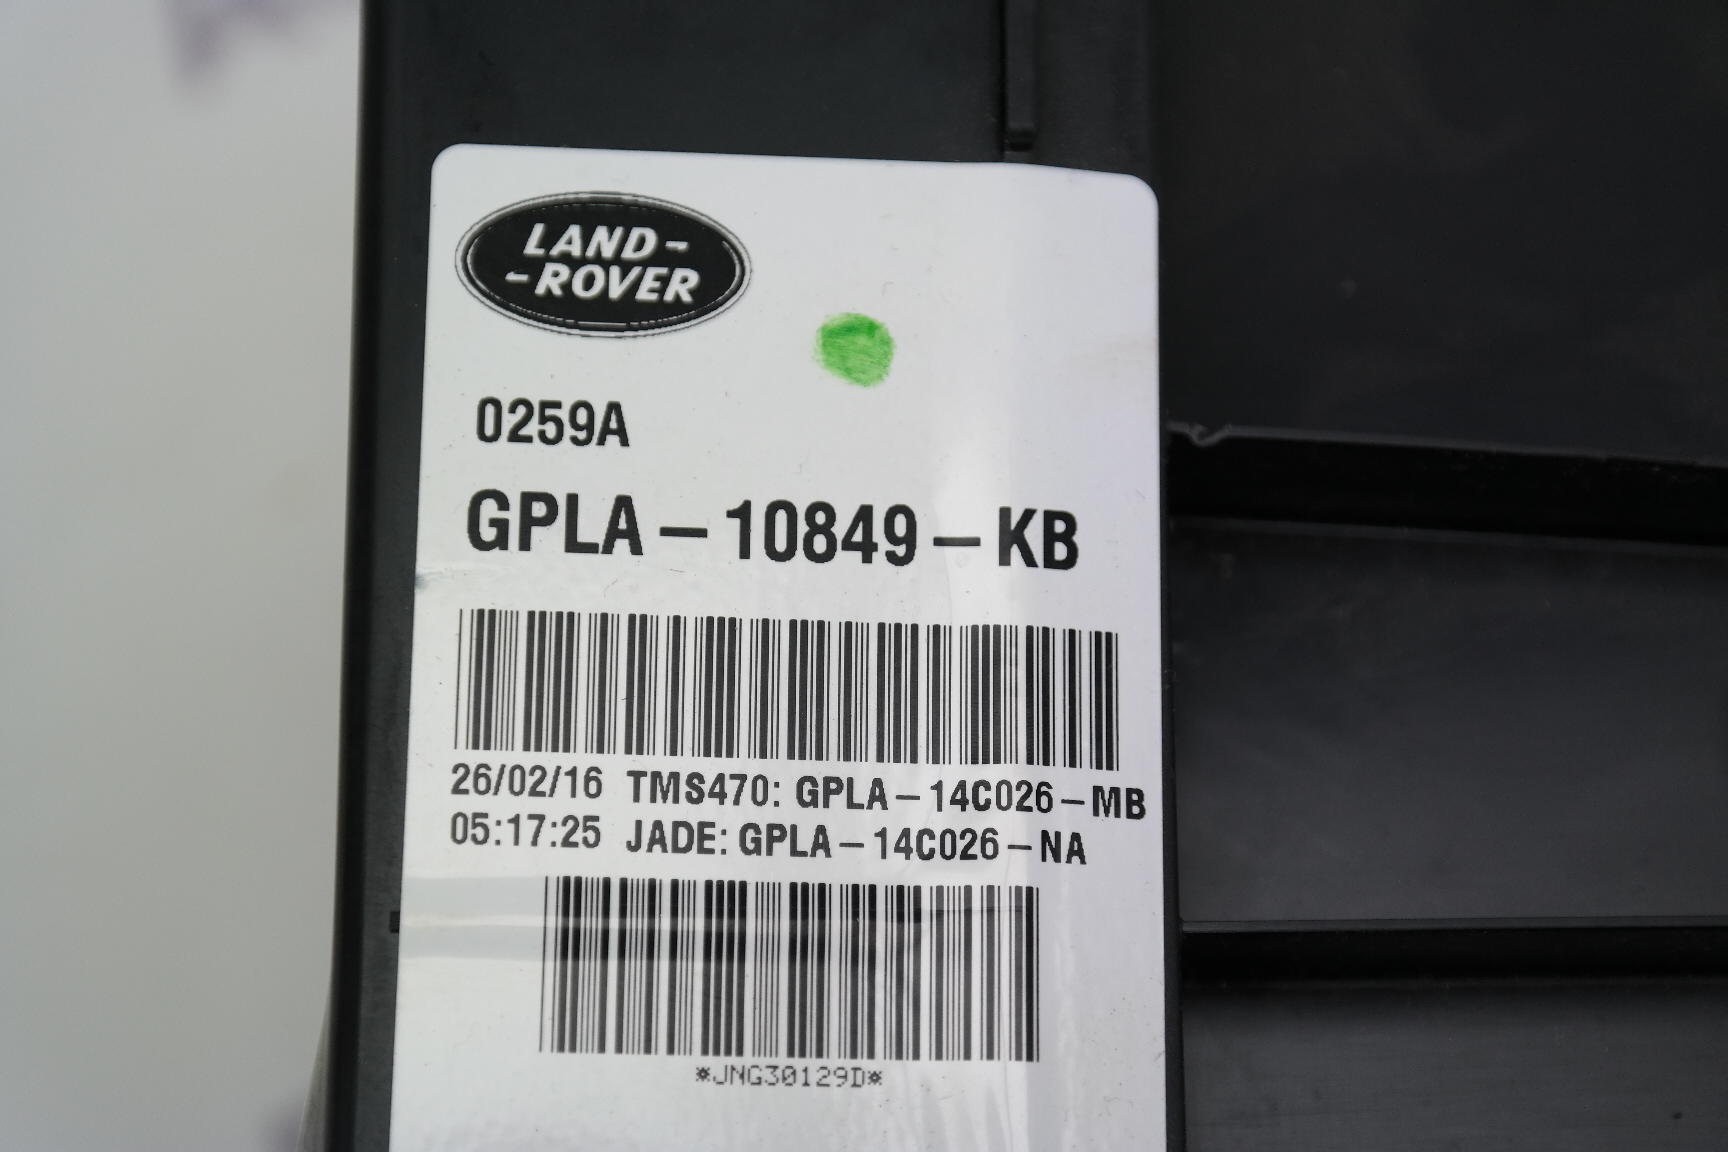 LAND-
-ROVER
0259A
GPLA-10849-KB
26/02/16 TMS470: GPLA-14C026-MB
05:17:25 JADE: GPLA-14C026-NA
*JNG30129D*